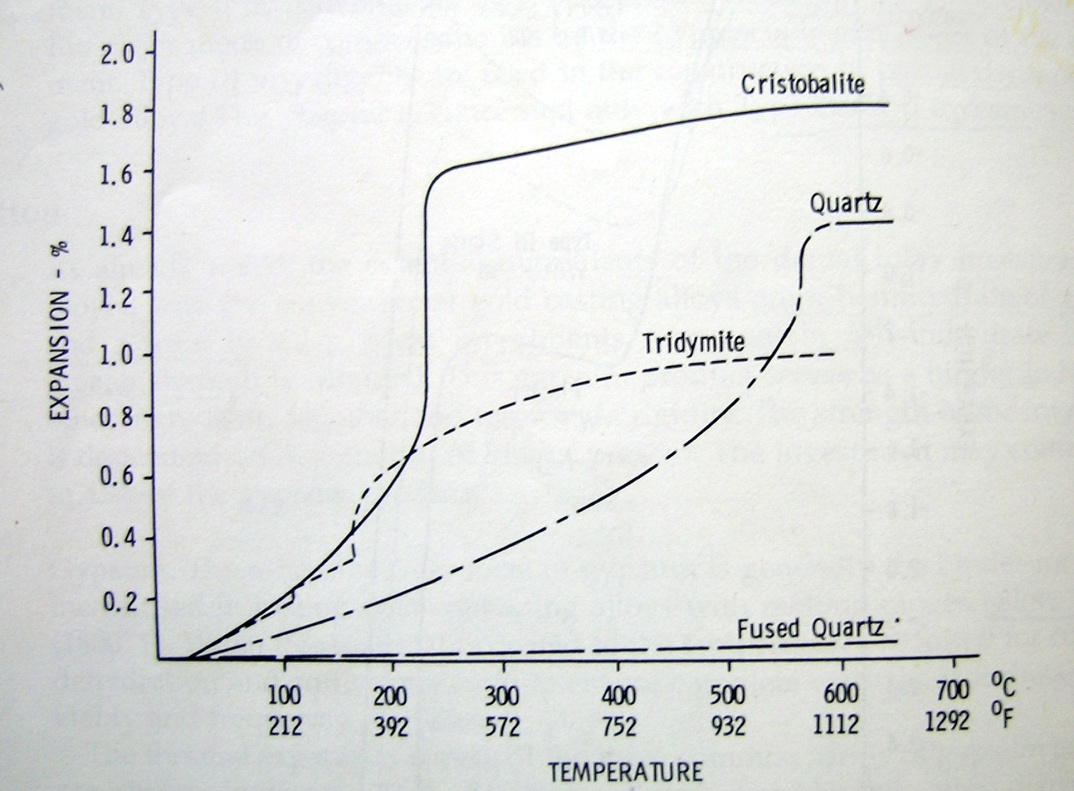 2.0
Cristobalite
1.8
1.6
Quartz
1.4
1.2
Tridymite
1.0
EXPANSION - %
0.8
0.6
0.4
0.2
Fused Quartz
100 200 300 400 500 600 700 °C
212 392 572 752 932 1112 1292 °F
TEMPERATURE